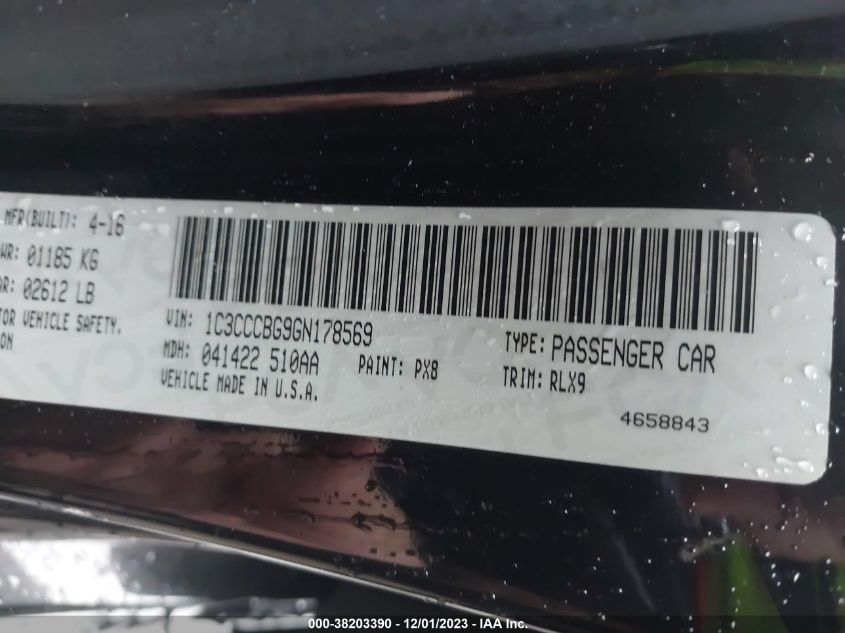 MFR(BUILT): 4-16
WR: 01185 KG
OR: 02612 LB
TOR VEHICLE SAFETY,
ON
VIN: 1C3CCCBG9GN178569
TYPE: PASSENGER CAR
MDH: 041422 510AA
PAINT: PX8
TRIM: RLX9
VEHICLE MADE IN U.S.A.
4658843
000-38203390 - 12/01/2023 - IAA Inc.